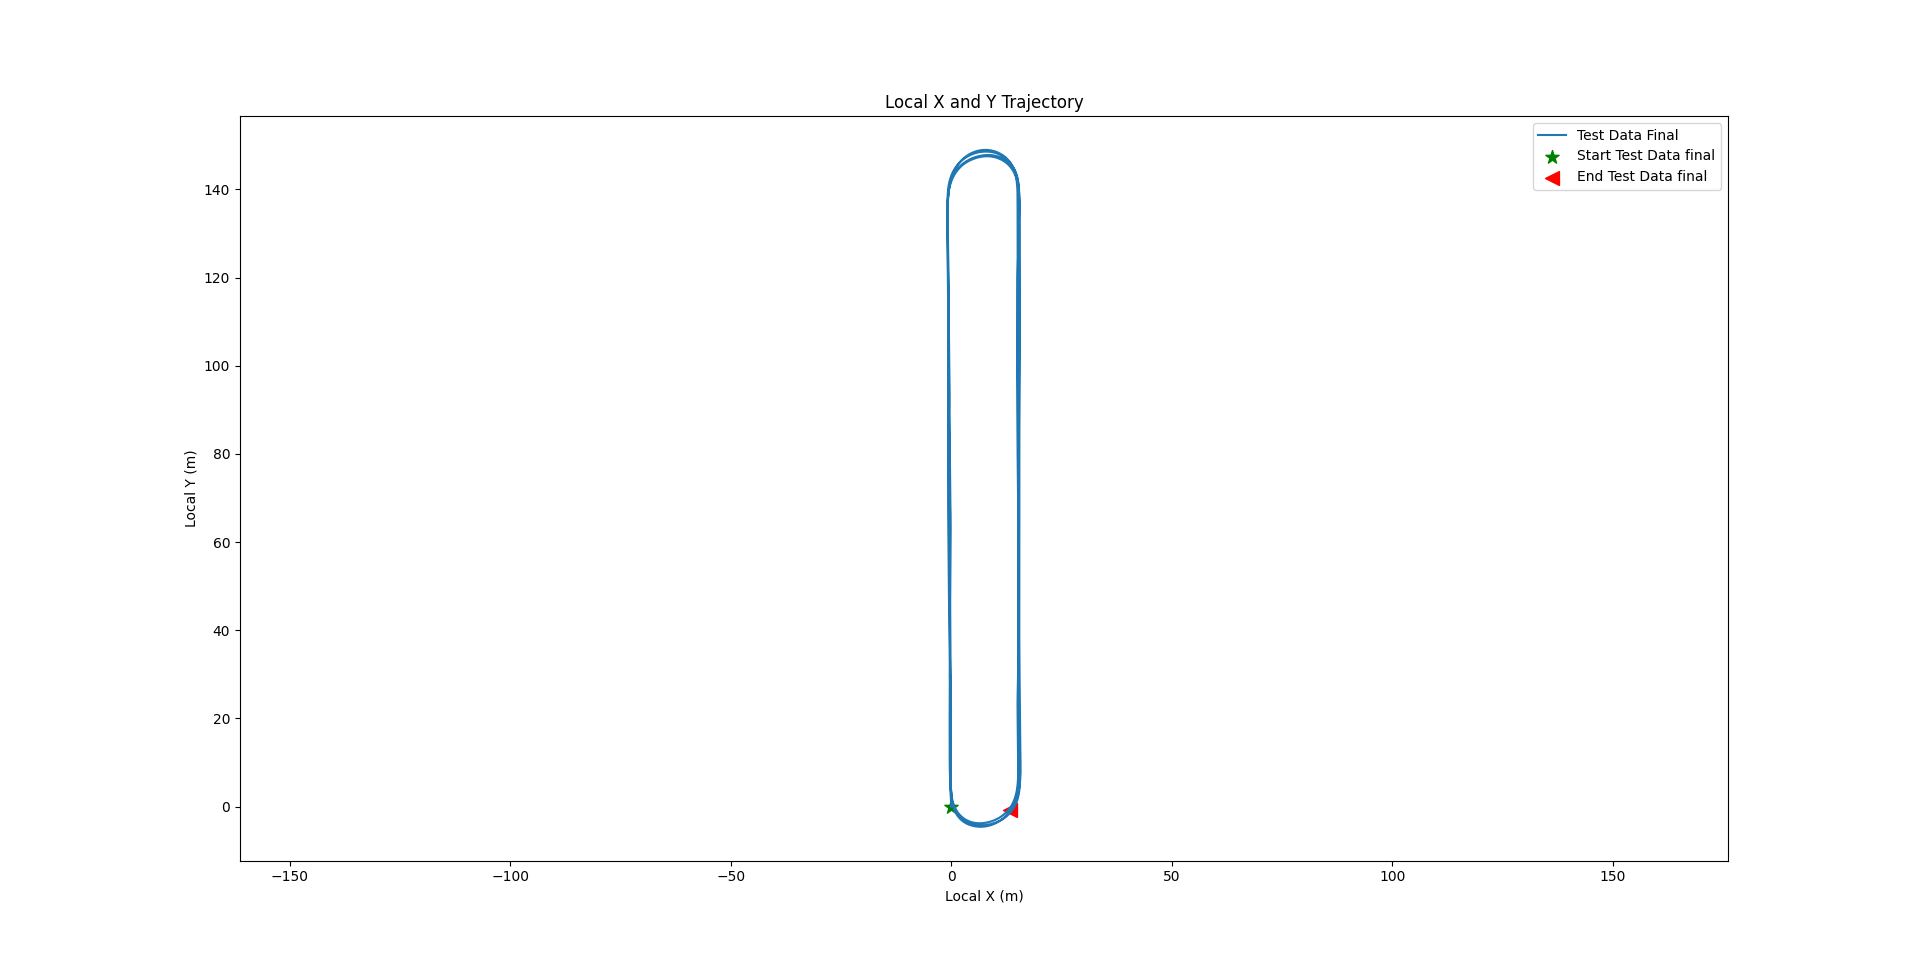 Local X and Y Trajectory
Test Data Final
Start Test Data final
End Test Data final
140
120
100
80
60
40
20
0
Local Y (m)
−150
−100
−50
0
50
100
150
Local X (m)